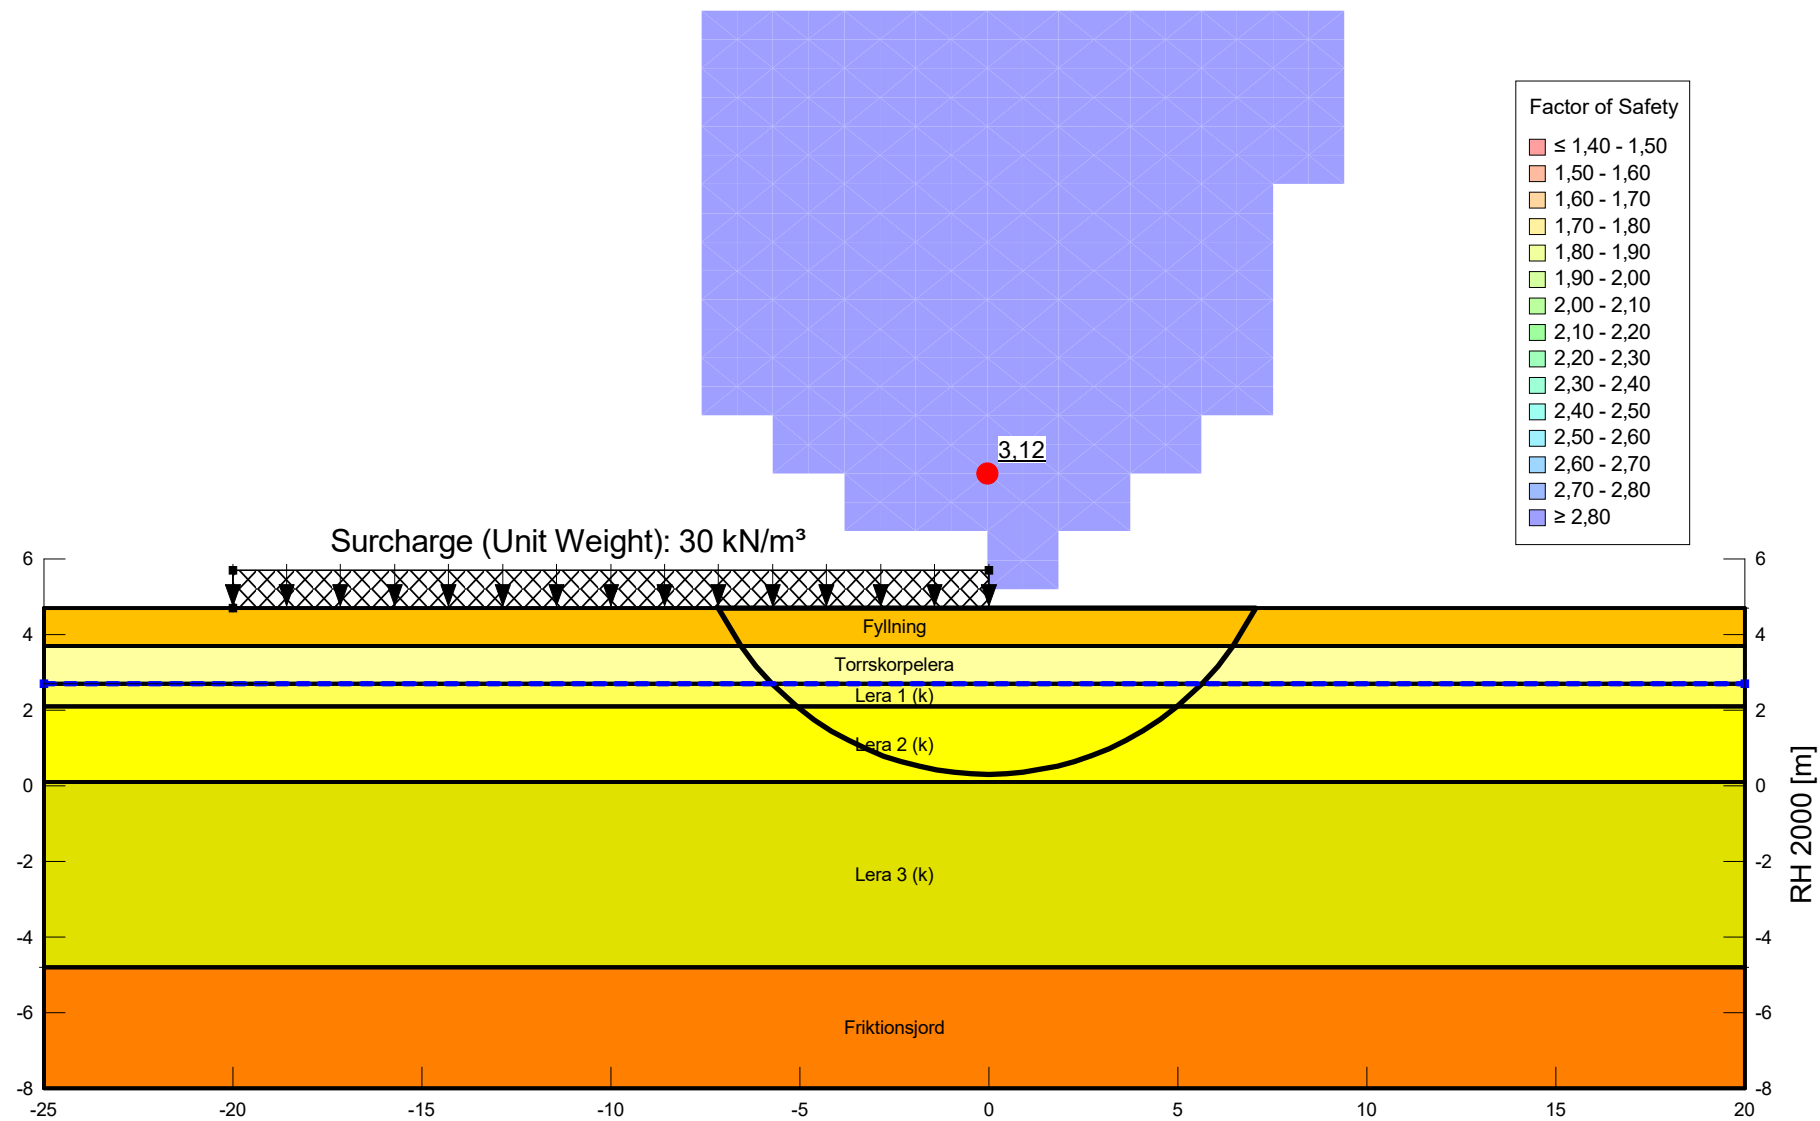 Factor of Safety
≤ 1,40 - 1,50
1,50 - 1,60
1,60 - 1,70
1,70 - 1,80
1,80 - 1,90
1,90 - 2,00
2,00 - 2,10
2,10 - 2,20
2,20 - 2,30
2,30 - 2,40
2,40 - 2,50
2,50 - 2,60
2,60 - 2,70
2,70 - 2,80
≥ 2,80
3,12
Surcharge (Unit Weight): 30 kN/m³
6
4
2
0
-2
-4
-6
-8
Fyllning
Torrskorpelera
Lera 1 (k)
Lera 2 (k)
Lera 3 (k)
Friktionsjord
6
4
2
0
-2
-4
-6
-8
RH 2000 [m]
-25 -20 -15 -10 -5 0 5 10 15 20